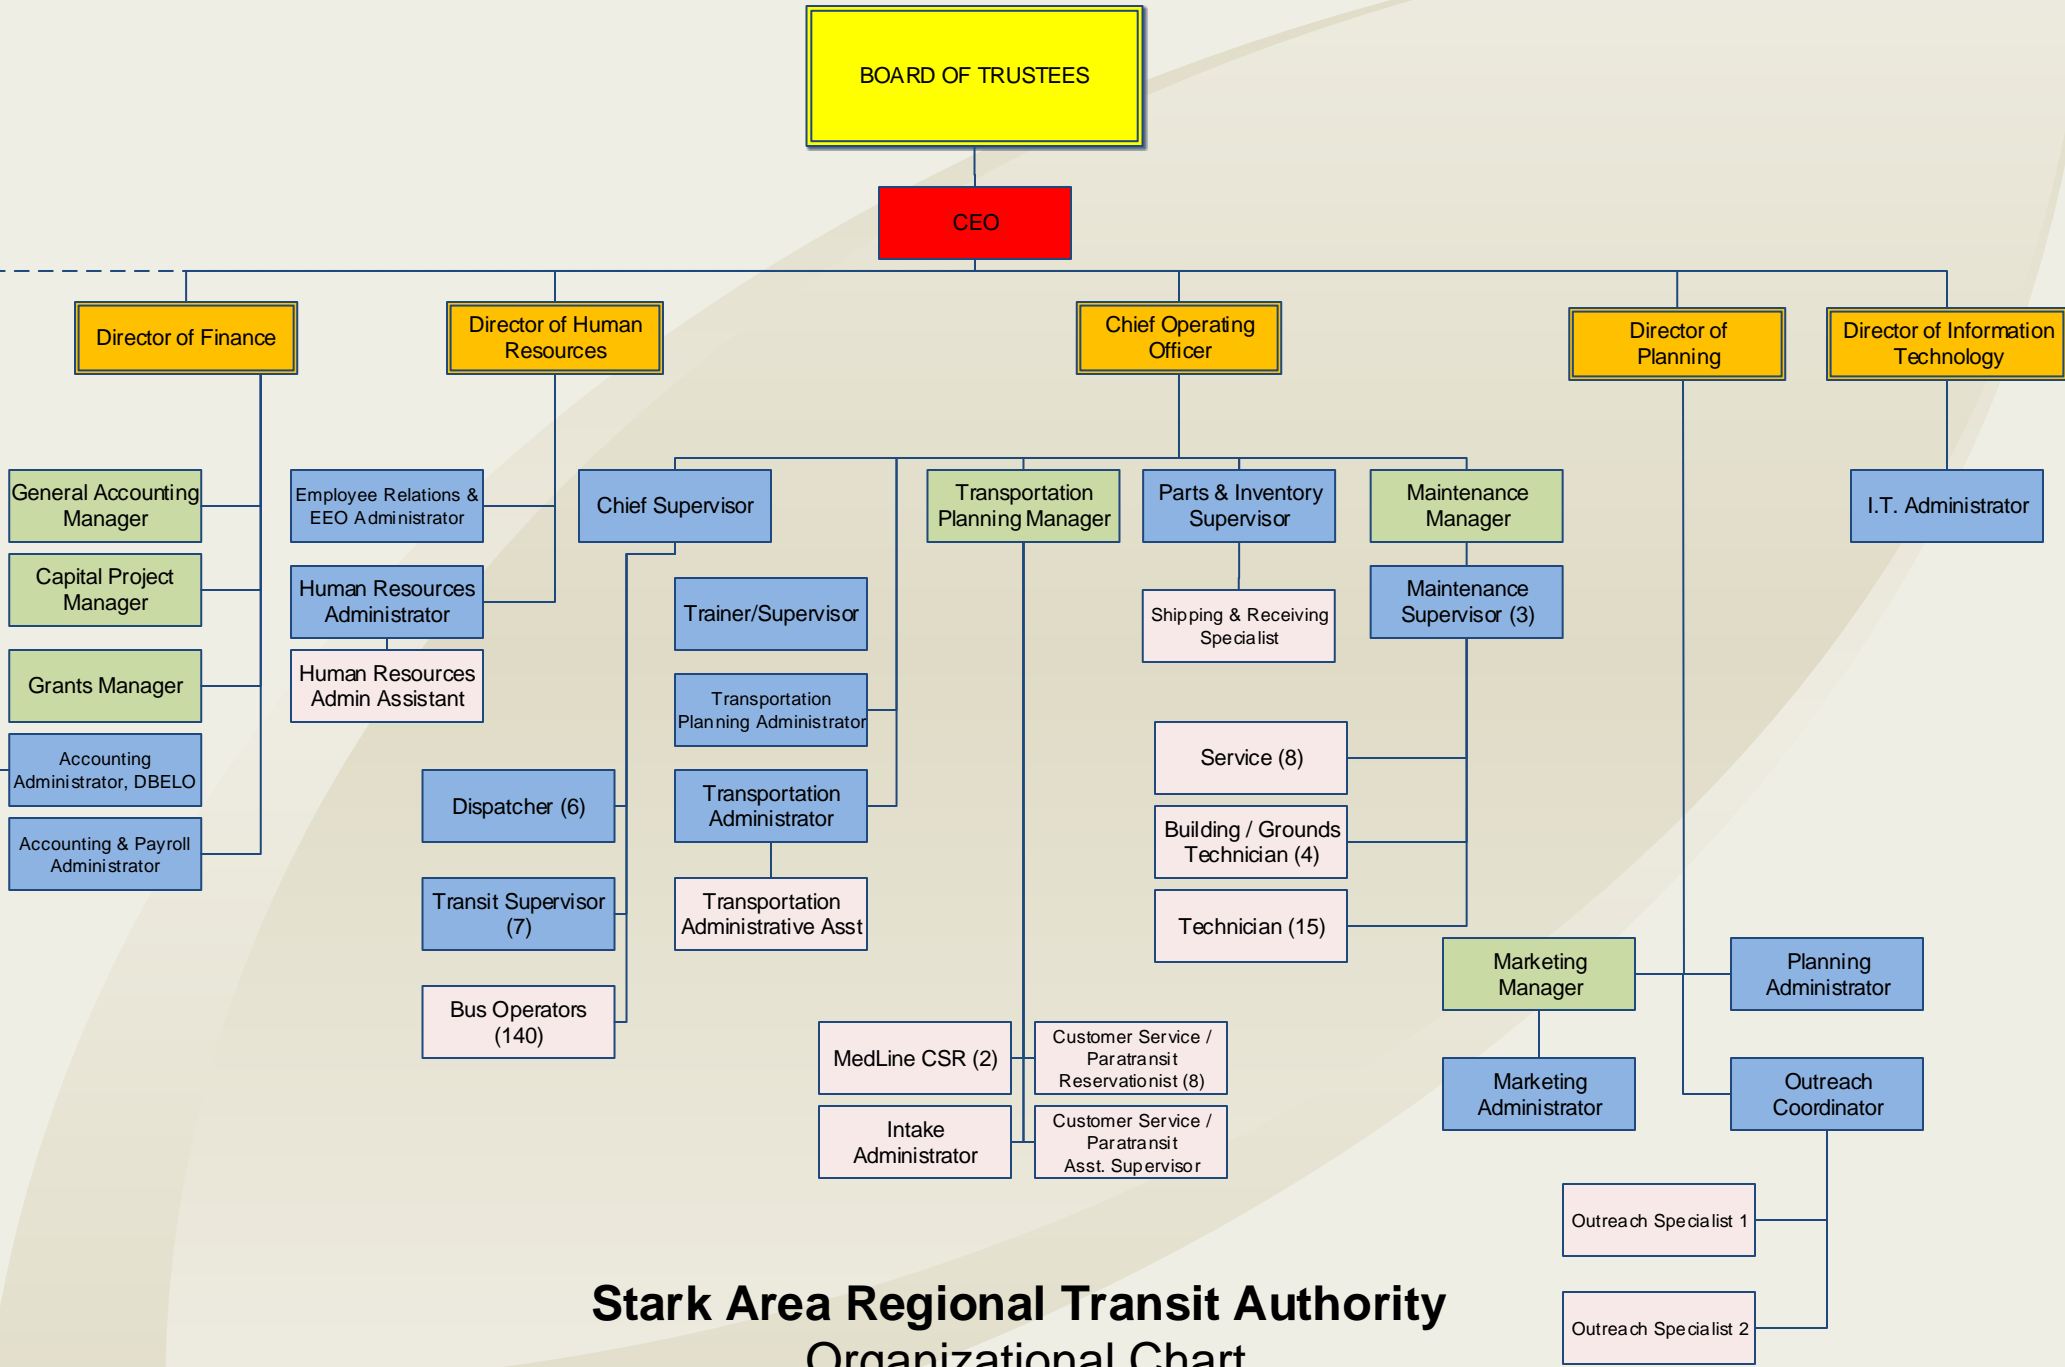 BOARD OF TRUSTEES
CEO
Director of Finance
Director of Human
Resources
Chief Operating
Officer
Director of
Planning
Director of Information
Technology
General Accounting
Manager
Capital Project
Manager
Grants Manager
Accounting
Administrator, DBELO
Accounting & Payroll
Administrator
Employee Relations &
EEO Administrator
Human Resources
Administrator
Human Resources
Admin Assistant
Chief Supervisor
Dispatcher (6)
Transit Supervisor
(7)
Bus Operators
(140)
Trainer/Supervisor
Transportation
Planning Administrator
Transportation
Administrator
Transportation
Administrative Asst
Transportation
Planning Manager
MedLine CSR (2)
Customer Service /
Paratransit
Reservationist (8)
Intake
Administrator
Customer Service /
Paratransit
Asst. Supervisor
Parts & Inventory
Supervisor
Shipping & Receiving
Specialist
Maintenance
Manager
Maintenance
Supervisor (3)
Service (8)
Building / Grounds
Technician (4)
Technician (15)
Marketing
Manager
Marketing
Administrator
Planning
Administrator
Outreach
Coordinator
Outreach Specialist 1
Outreach Specialist 2
I.T. Administrator
Stark Area Regional Transit Authority
Organizational Chart